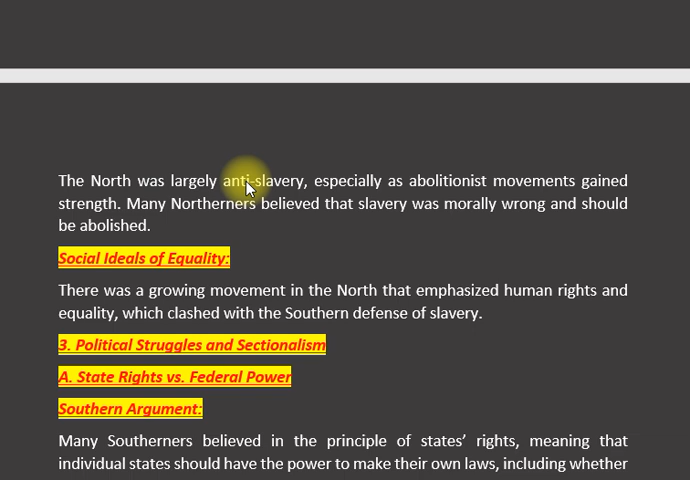 The North was largely anti-slavery, especially as abolitionist movements gained
strength. Many Northerners believed that slavery was morally wrong and should
be abolished.
Social Ideals of Equality:
There was a growing movement in the North that emphasized human rights and
equality, which clashed with the Southern defense of slavery.
3. Political Struggles and Sectionalism
A. State Rights vs. Federal Power
Southern Argument:
Many Southerners believed in the principle of states’ rights, meaning that
individual states should have the power to make their own laws, including whether